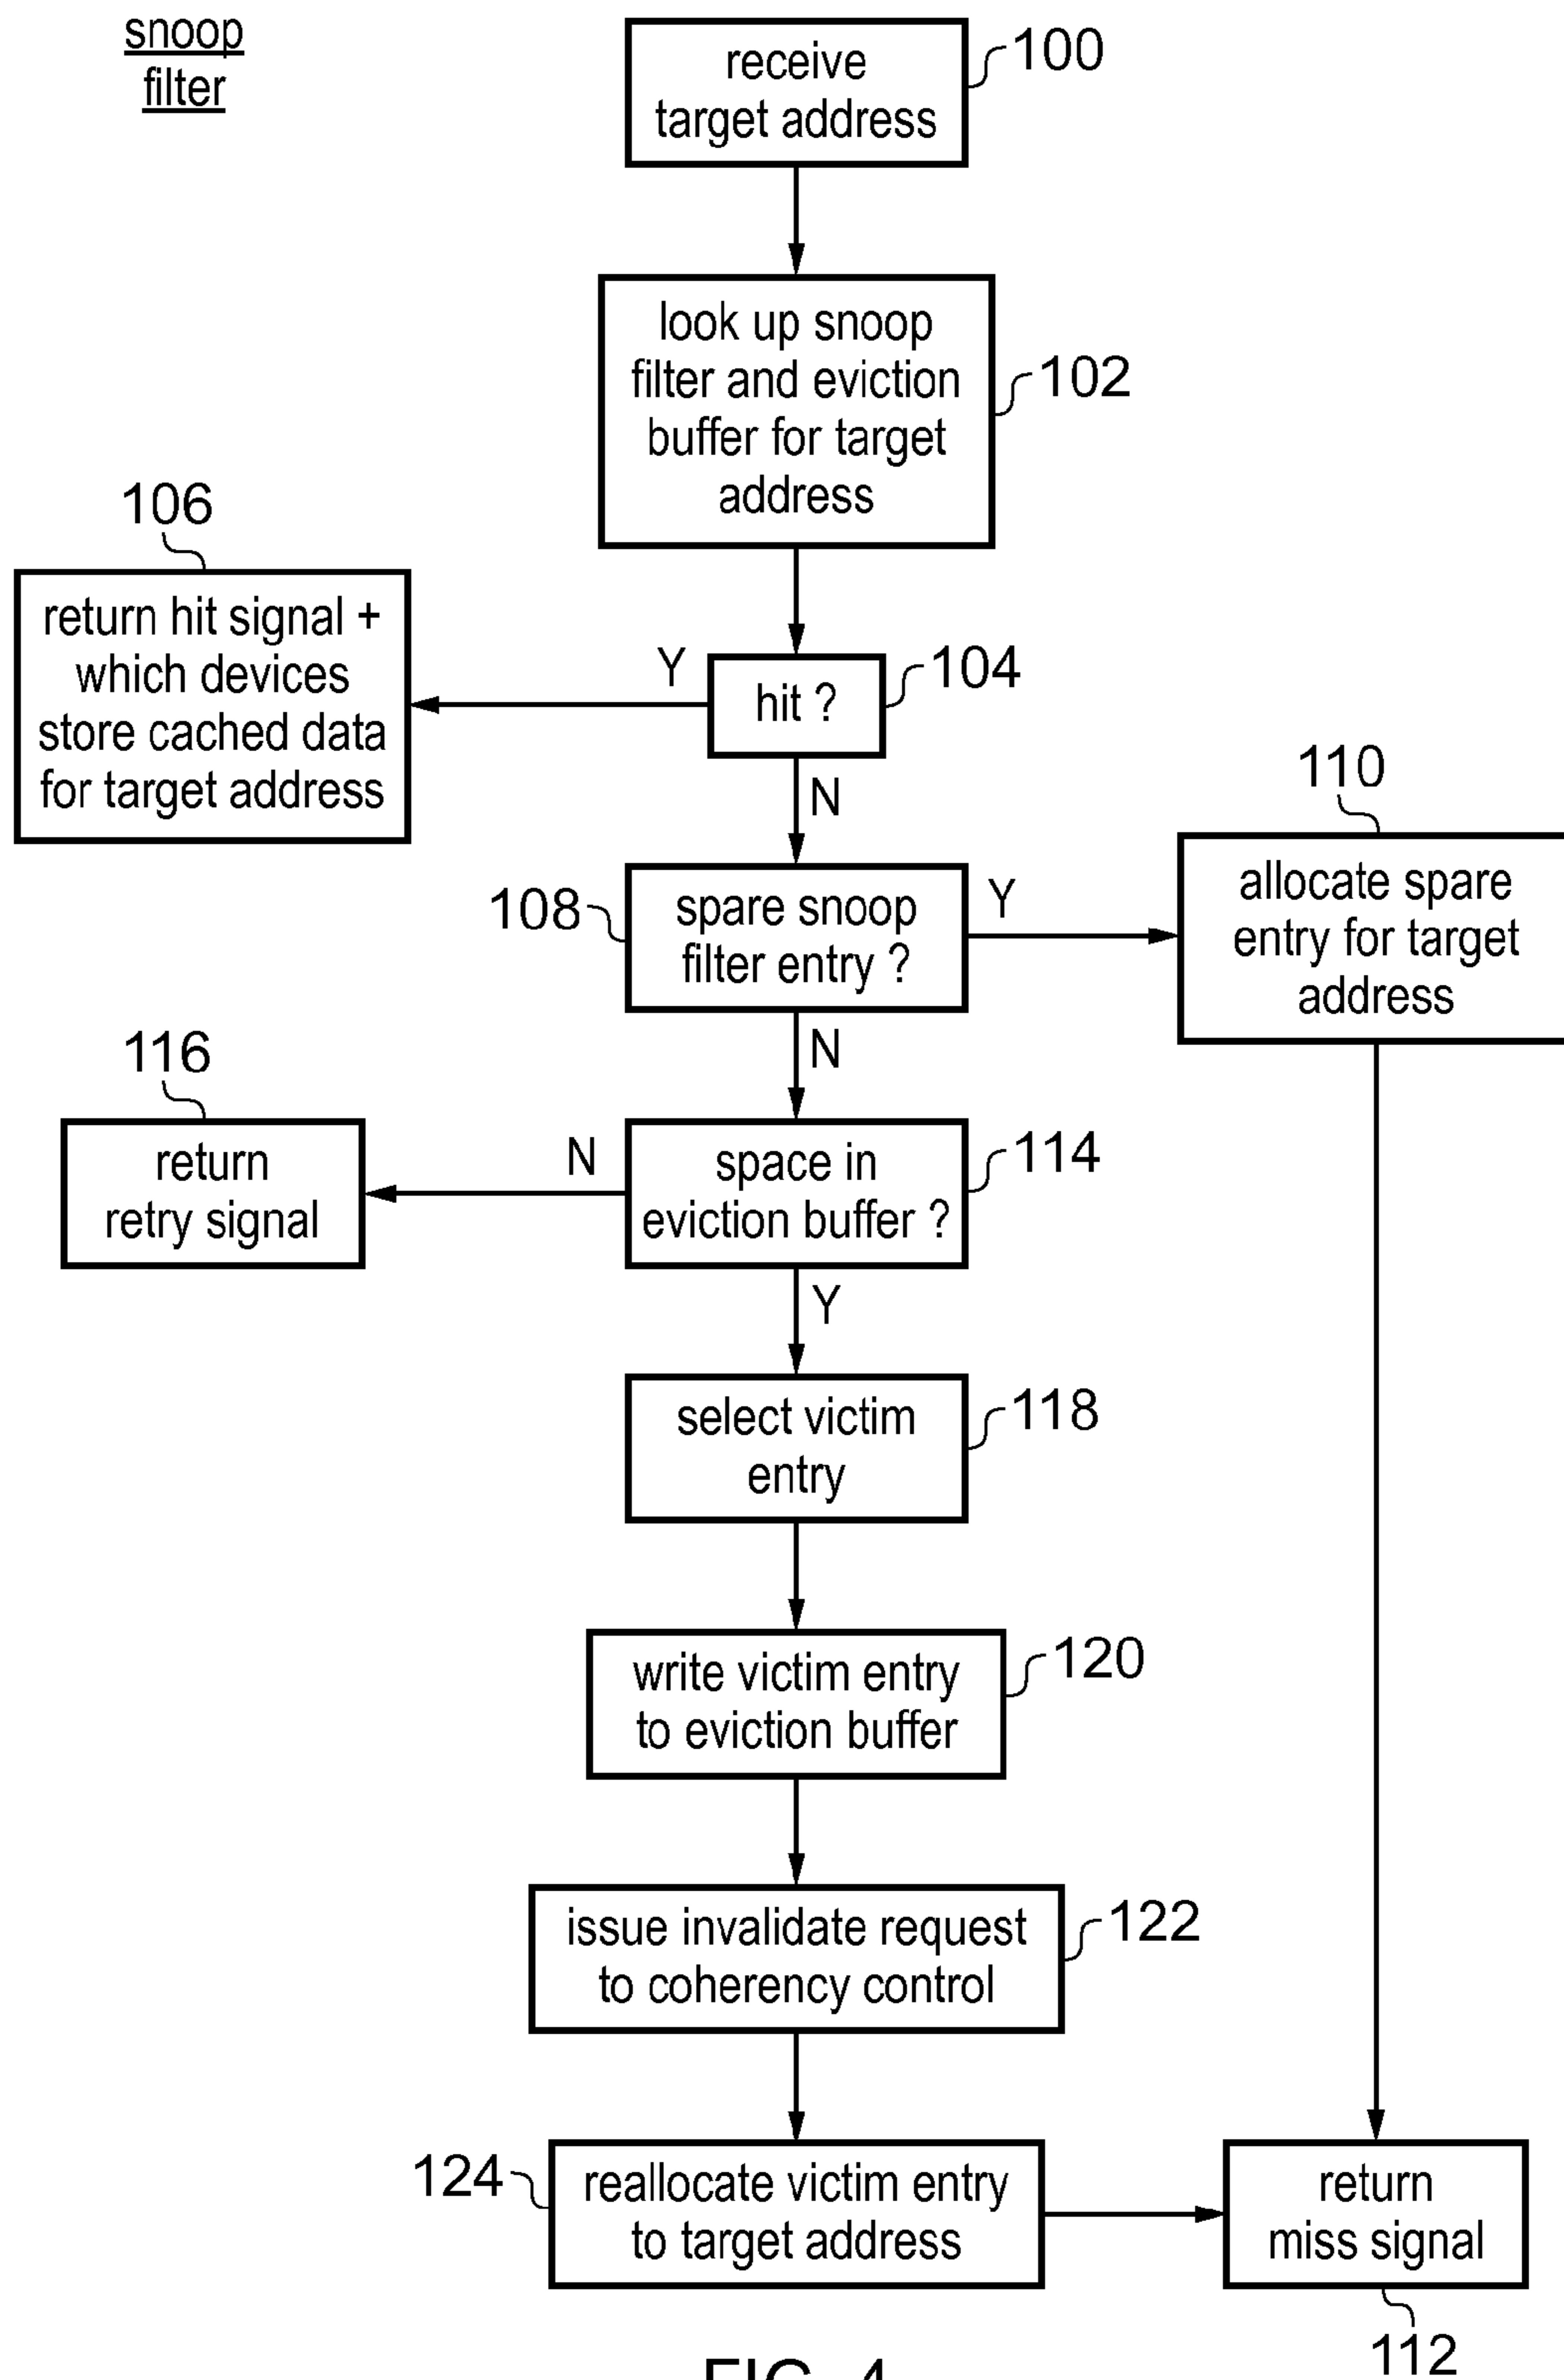 snoop
filter
receive
target address
100
look up snoop
filter and eviction
buffer for target
address
102
106
return hit signal +
which devices
store cached data
for target address
Y
hit ?
104
N
110
108
spare snoop
filter entry ?
Y
allocate spare
entry for target
address
N
116
return
retry signal
N
space in
eviction buffer ?
114
Y
select victim
entry
118
write victim entry
to eviction buffer
120
issue invalidate request
to coherency control
122
124
reallocate victim entry
to target address
return
miss signal
112
FIG. 4